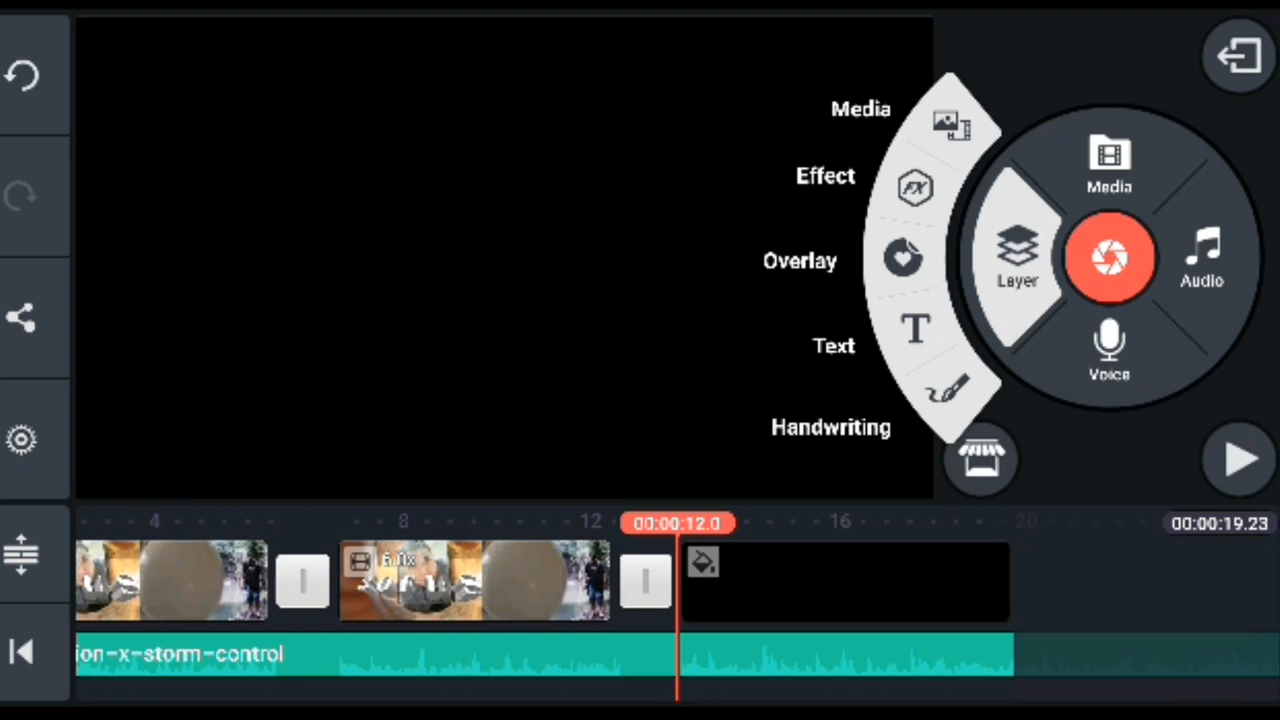 Media
Effect
Overlay
Text
Handwriting
FX
T
Media
Layer
Audio
Voice
4
8
12
00:00:12.0
16
20
00:00:19.23
ion-x-storm-control